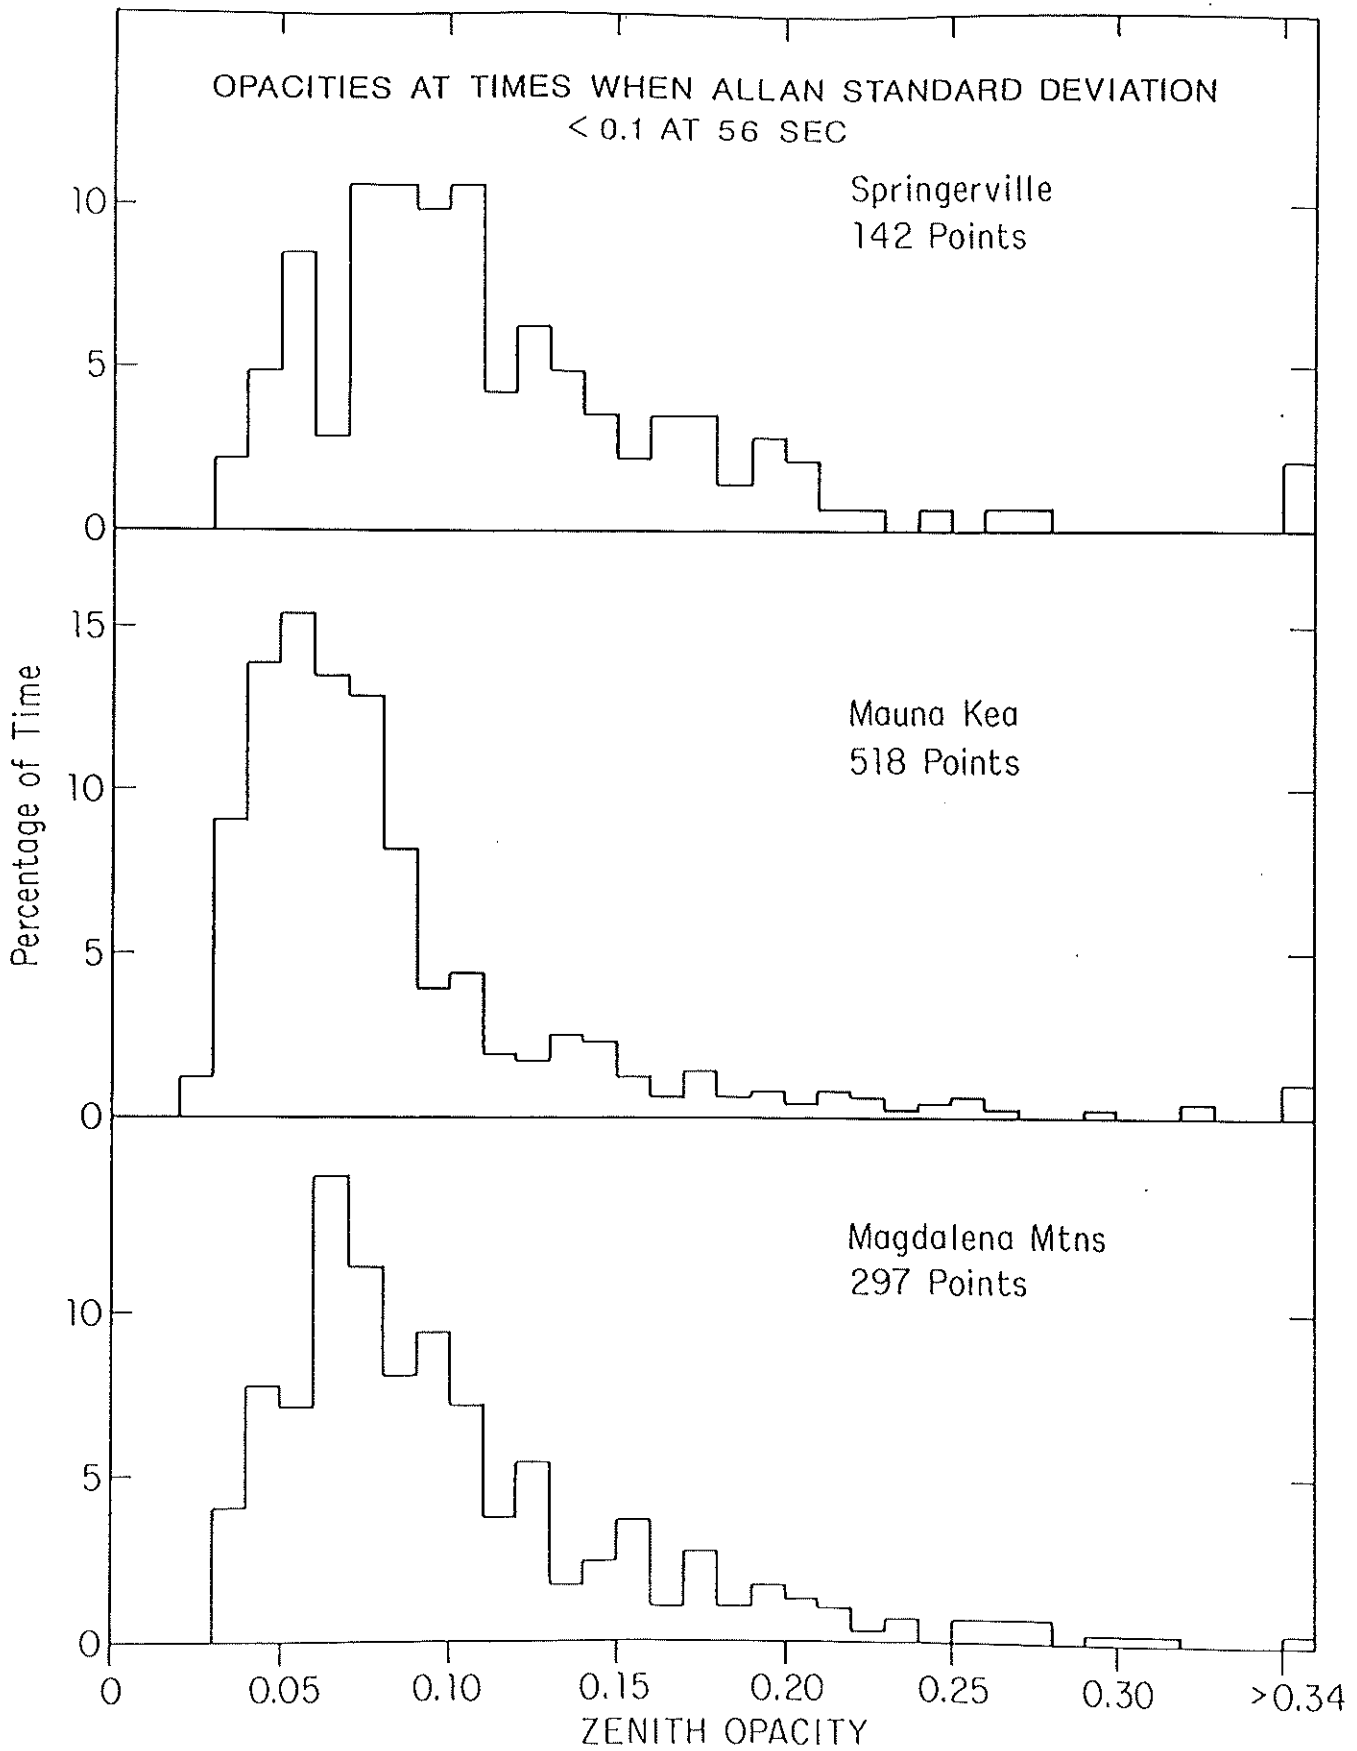 OPACITIES AT TIMES WHEN ALLAN STANDARD DEVIATION
< 0.1 AT 56 SEC
Springerville
142 Points
10
5
0
Mauna Kea
518 Points
15
10
5
0
Percentage of Time
Magdalena Mtns
297 Points
10
5
0
0 0.05 0.10 0.15 0.20 0.25 0.30 >0.34
ZENITH OPACITY